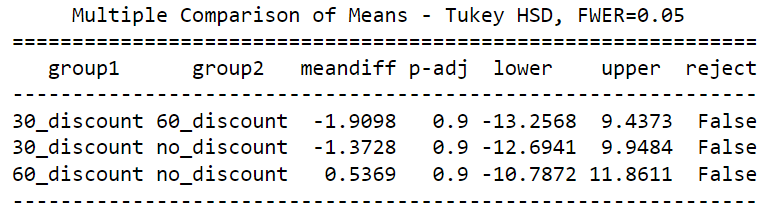 Multiple Comparison of Means - Tukey HSD, FWER=0.05
==============================================================
group1 group2 meandiff p-adj lower upper reject
--------------------------------------------------------------
30_discount 60_discount -1.9098 0.9 -13.2568 9.4373 False
30_discount no_discount -1.3728 0.9 -12.6941 9.9484 False
60_discount no_discount 0.5369 0.9 -10.7872 11.8611 False
--------------------------------------------------------------